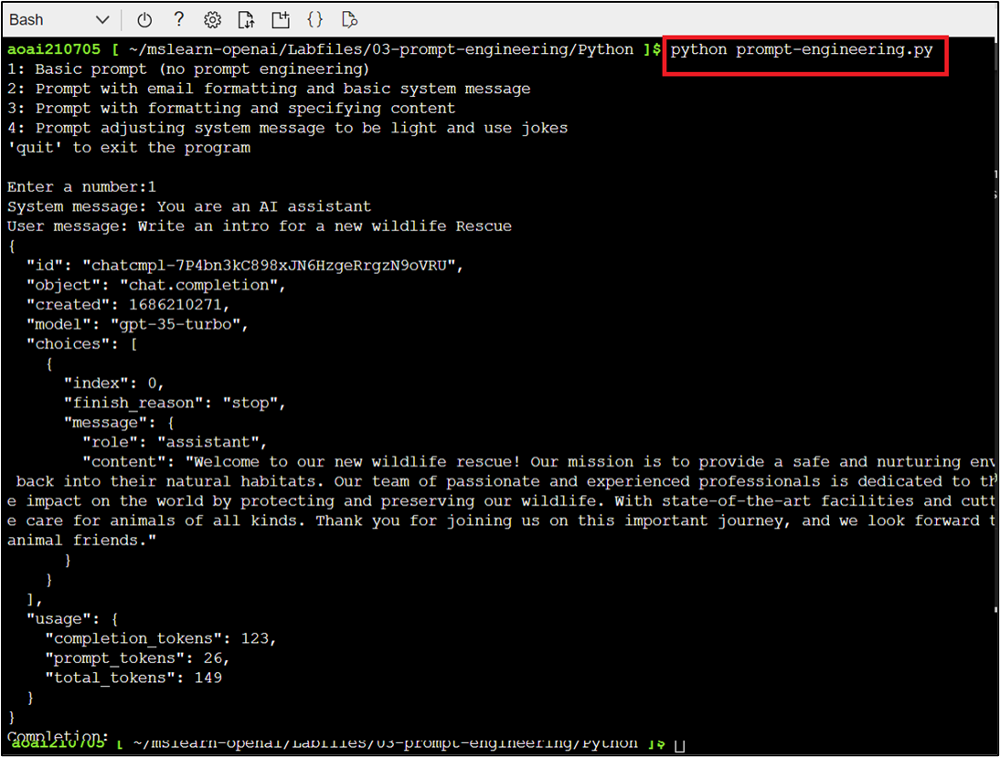 Bash
aoai210705 [ ~/mslearn-openai/Labfiles/03-prompt-engineering/Python ]$ python prompt-engineering.py
1: Basic prompt (no prompt engineering)
2: Prompt with email formatting and basic system message
3: Prompt with formatting and specifying content
4: Prompt adjusting system message to be light and use jokes
'quit' to exit the program
Enter a number:1
System message: You are an AI assistant
User message: Write an intro for a new wildlife Rescue
{
"id": "chatcmpl-7P4bn3kC898xJN6HzgeRrgzN9oVRU",
"object": "chat.completion",
"created": 1686210271,
"model": "gpt-35-turbo",
"choices": [
{
"index": 0,
"finish_reason": "stop",
"message": {
"role": "assistant",
"content": "Welcome to our new wildlife rescue! Our mission is to provide a safe and nurturing env
back into their natural habitats. Our team of passionate and experienced professionals is dedicated to th
e impact on the world by protecting and preserving our wildlife. With state-of-the-art facilities and cutt
e care for animals of all kinds. Thank you for joining us on this important journey, and we look forward t
animal friends."
}
}
],
"usage": {
"completion_tokens": 123,
"prompt_tokens": 26,
"total_tokens": 149
}
}
Completion:
aoai210705 [ ~/mslearn-openai/Labfiles/03-prompt-engineering/Python ]$